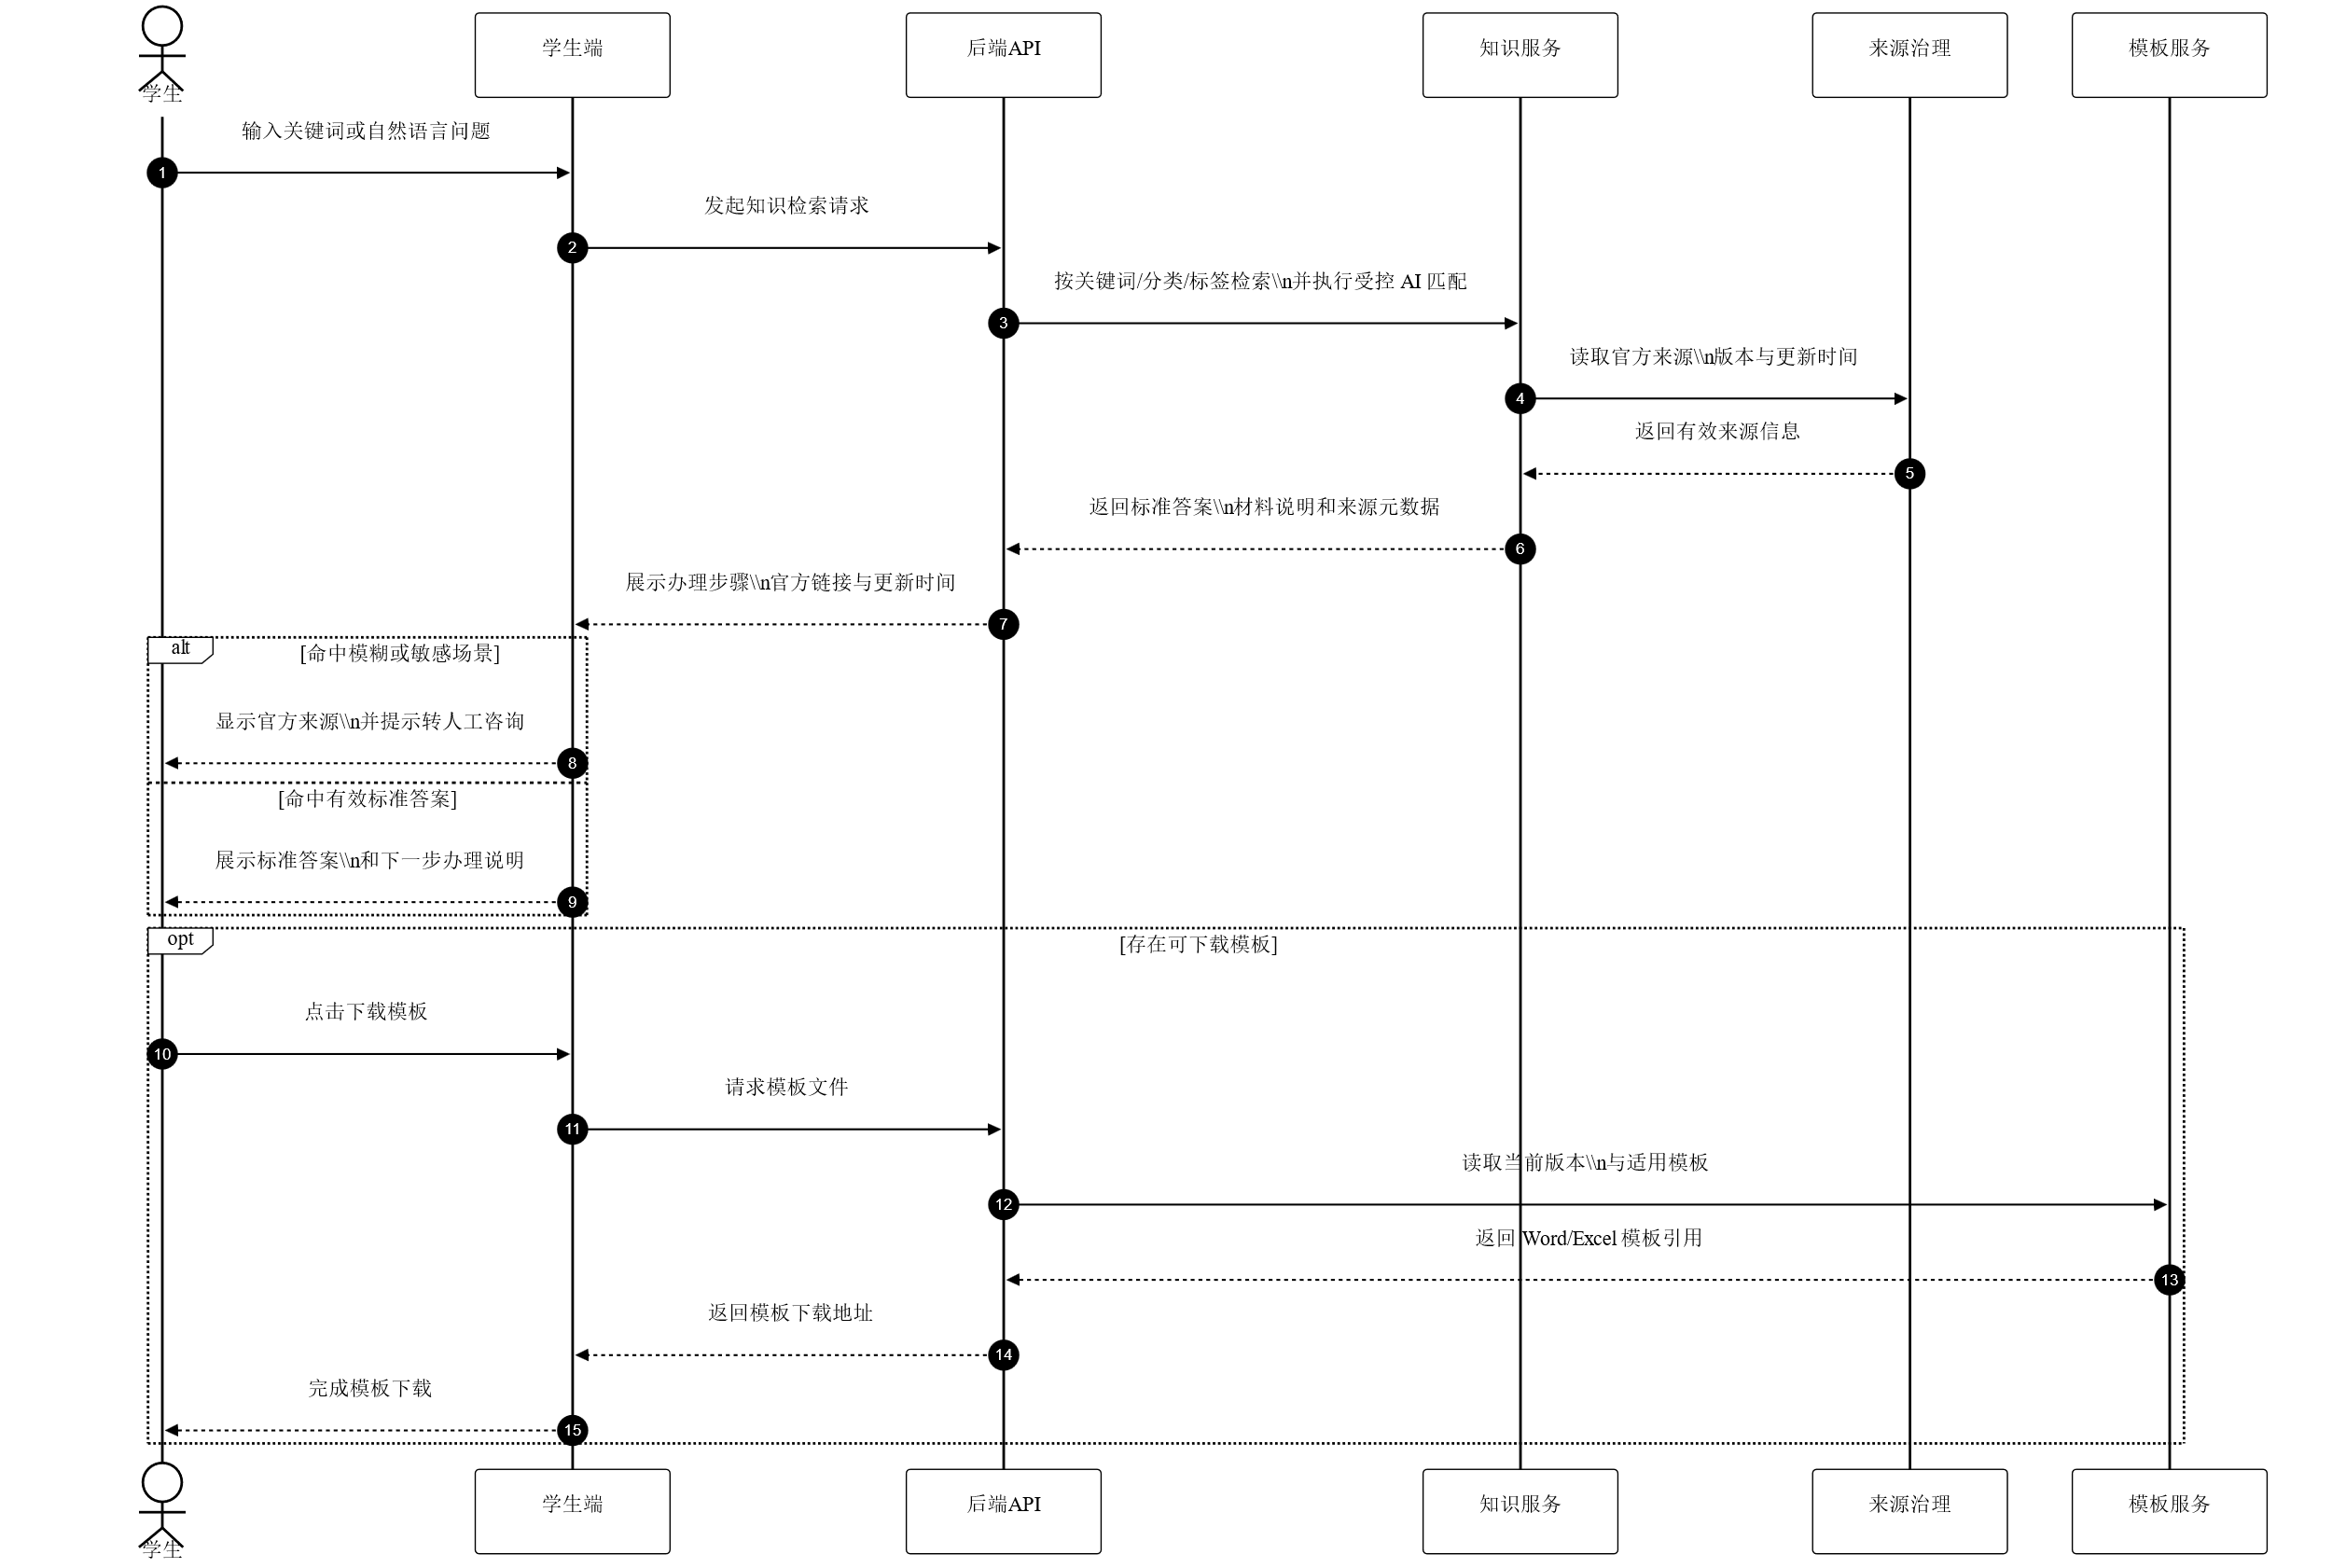 学生
学生端
后端API
知识服务
来源治理
模板服务
输入关键词或自然语言问题
1
发起知识检索请求
2
按关键词/分类/标签检索\\n并执行受控 AI 匹配
3
读取官方来源\\n版本与更新时间
4
返回有效来源信息
5
返回标准答案\\n材料说明和来源元数据
6
展示办理步骤\\n官方链接与更新时间
7
alt
[命中模糊或敏感场景]
显示官方来源\\n并提示转人工咨询
8
[命中有效标准答案]
展示标准答案\\n和下一步办理说明
9
opt
[存在可下载模板]
点击下载模板
10
请求模板文件
11
读取当前版本\\n与适用模板
12
返回 Word/Excel 模板引用
13
返回模板下载地址
14
完成模板下载
15
学生
学生端
后端API
知识服务
来源治理
模板服务